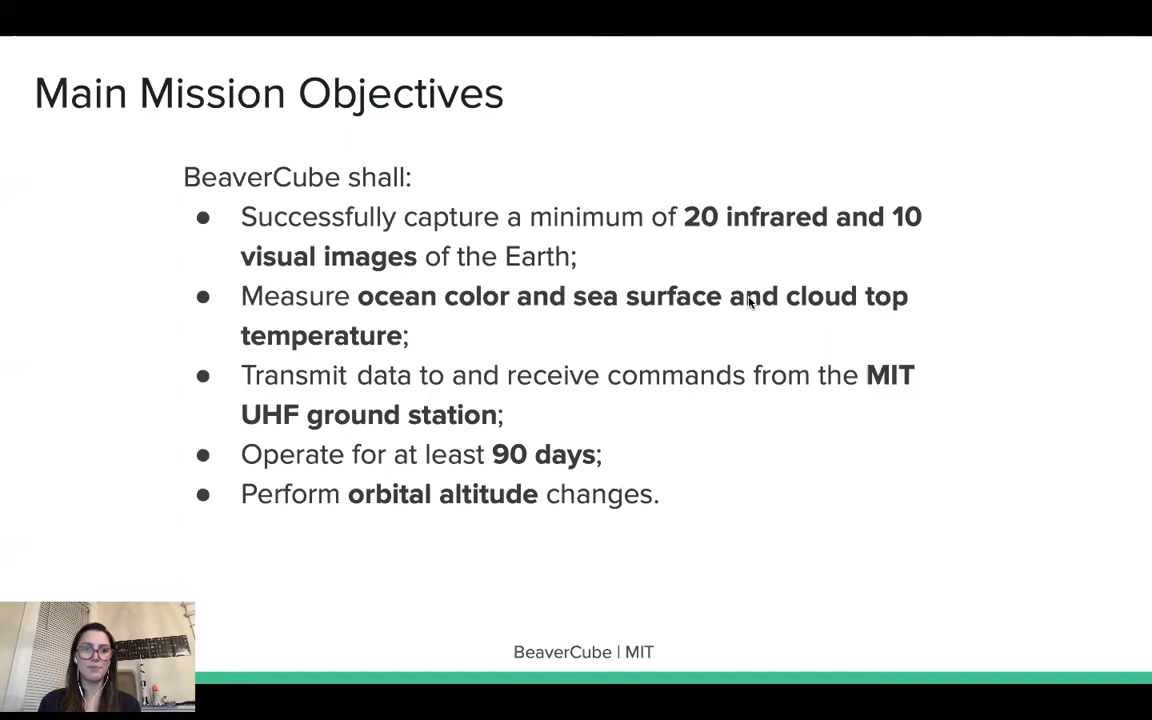 Main Mission Objectives
BeaverCube shall:
● Successfully capture a minimum of 20 infrared and 10
visual images of the Earth;
● Measure ocean color and sea surface and cloud top
temperature;
● Transmit data to and receive commands from the MIT
UHF ground station;
● Operate for at least 90 days;
● Perform orbital altitude changes.
BeaverCube | MIT